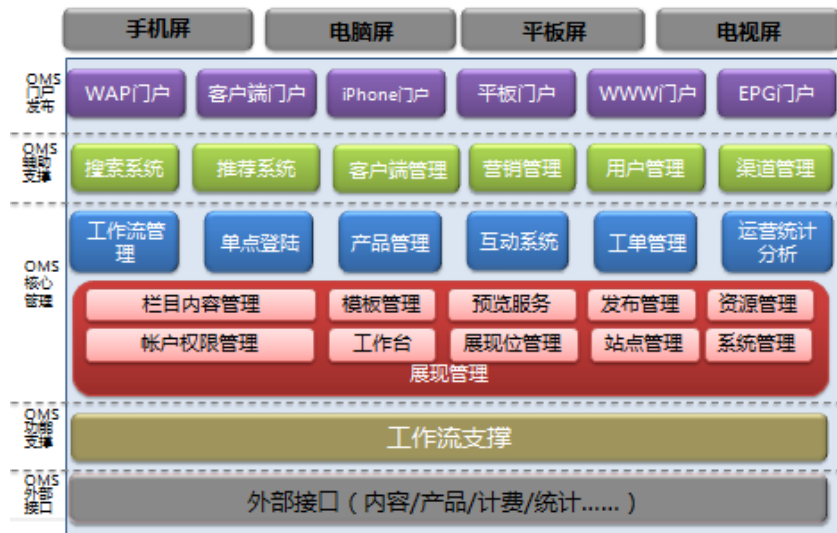 手机屏 电脑屏 平板屏 电视屏
OMS
门户
发布
WAP门户 客户端门户 iPhone门户 平板门户 WWW门户 EPG门户
OMS
辅助
支撑
搜索系统 推荐系统 客户端管理 营销管理 用户管理 渠道管理
OMS
核心
管理
工作流管
理
单点登陆 产品管理 互动系统 工单管理
运营统计
分析
栏目内容管理 模板管理 预览服务 发布管理 资源管理
帐户权限管理 工作台 展现位管理 站点管理 系统管理
展现管理
OMS
功能
支撑
工作流支撑
OMS
外部
接口
外部接口（内容/产品/计费/统计……）